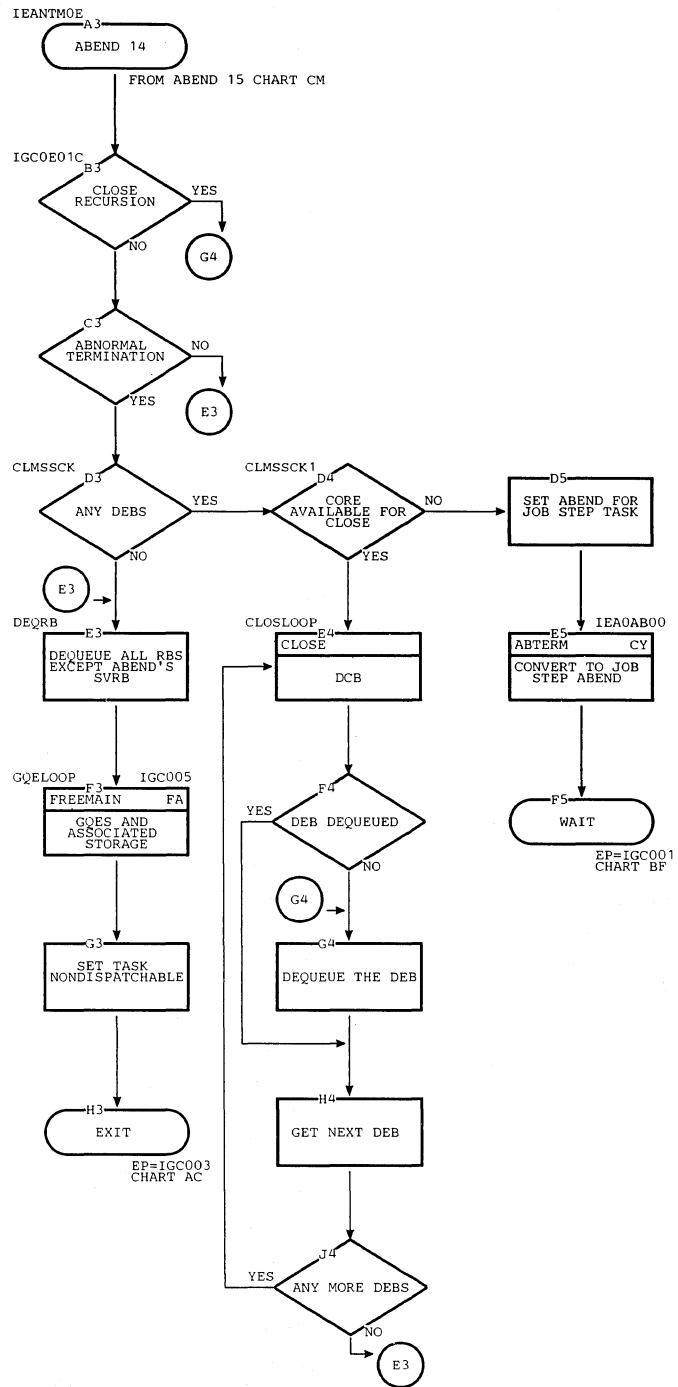 IEANTM0E
A3
ABEND 14
FROM ABEND 15 CHART CM
IGC0E01C
B3
CLOSE
RECURSION
YES
G4
NO
C3
ABNORMAL
TERMINATION
NO
E3
YES
CLMSSCK
D3
ANY DEBS
YES
NO
CLMSSCK1
D4
CORE
AVAILABLE FOR
CLOSE
NO
YES
D5
SET ABEND FOR
JOB STEP TASK
E3
DEQRB
E3
DEQUEUE ALL RBS
EXCEPT ABEND'S
SVRB
CLOSLOOP
E4
CLOSE
DCB
IEA0AB00
E5
ABTERM CY
CONVERT TO JOB
STEP ABEND
GQELOOP
IGC005
F3
FREEMAIN FA
GQES AND
ASSOCIATED
STORAGE
F4
YES
DEB DEQUEUED
NO
F5
WAIT
EP=IGC001
CHART BF
G4
G3
SET TASK
NONDISPATCHABLE
G4
DEQUEUE THE DEB
H3
EXIT
EP=IGC003
CHART AC
H4
GET NEXT DEB
J4
YES
ANY MORE DEBS
NO
E3